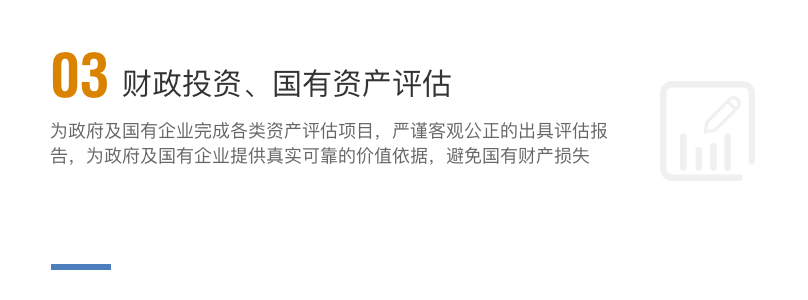 03 财政投资、国有资产评估
为政府及国有企业完成各类资产评估项目，严谨客观公正的出具评估报
告，为政府及国有企业提供真实可靠的价值依据，避免国有财产损失